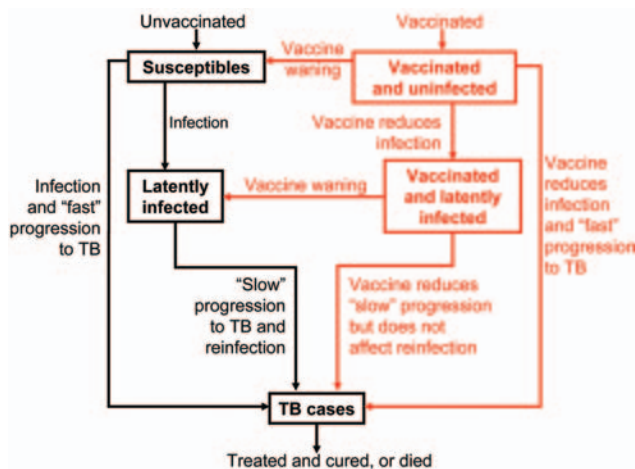 Unvaccinated
Vaccinated
Susceptibles
Vaccine
waning
Vaccinated
and uninfected
Infection
Vaccine reduces
infection
Infection
and “fast”
progression
to TB
Latently
infected
Vaccine waning
Vaccinated
and latently
infected
Vaccine
reduces
infection
and “fast”
progression
to TB
“Slow”
progression
to TB and
reinfection
Vaccine reduces
“slow” progression
but does not
affect reinfection
TB cases
Treated and cured, or died